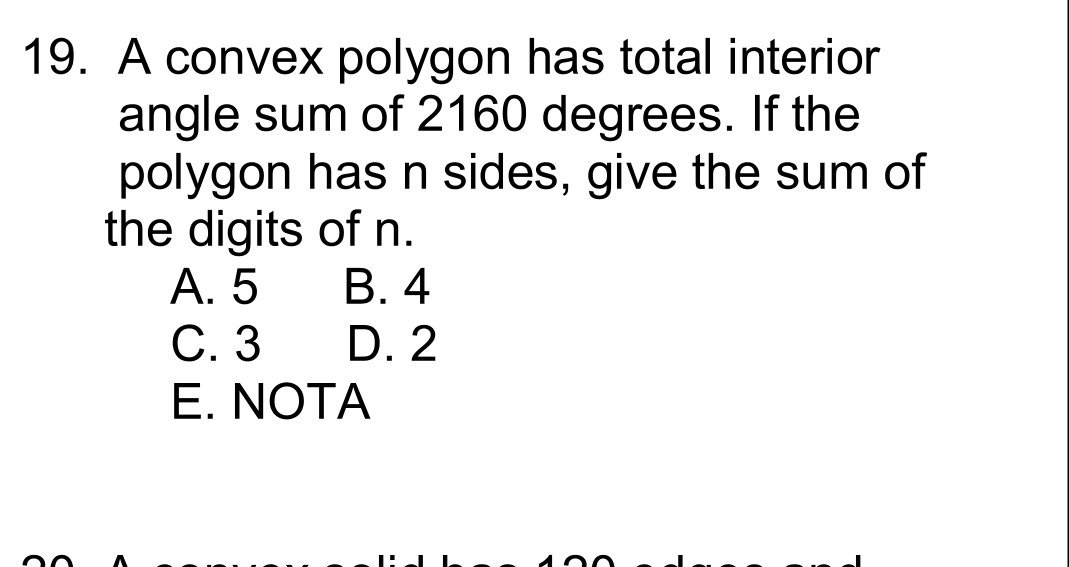 19. A convex polygon has total interior
angle sum of 2160 degrees. If the
polygon has n sides, give the sum of
the digits of n.
A. 5 B. 4
C. 3 D. 2
E. NOTA
20. A convex solid has 120 edges and